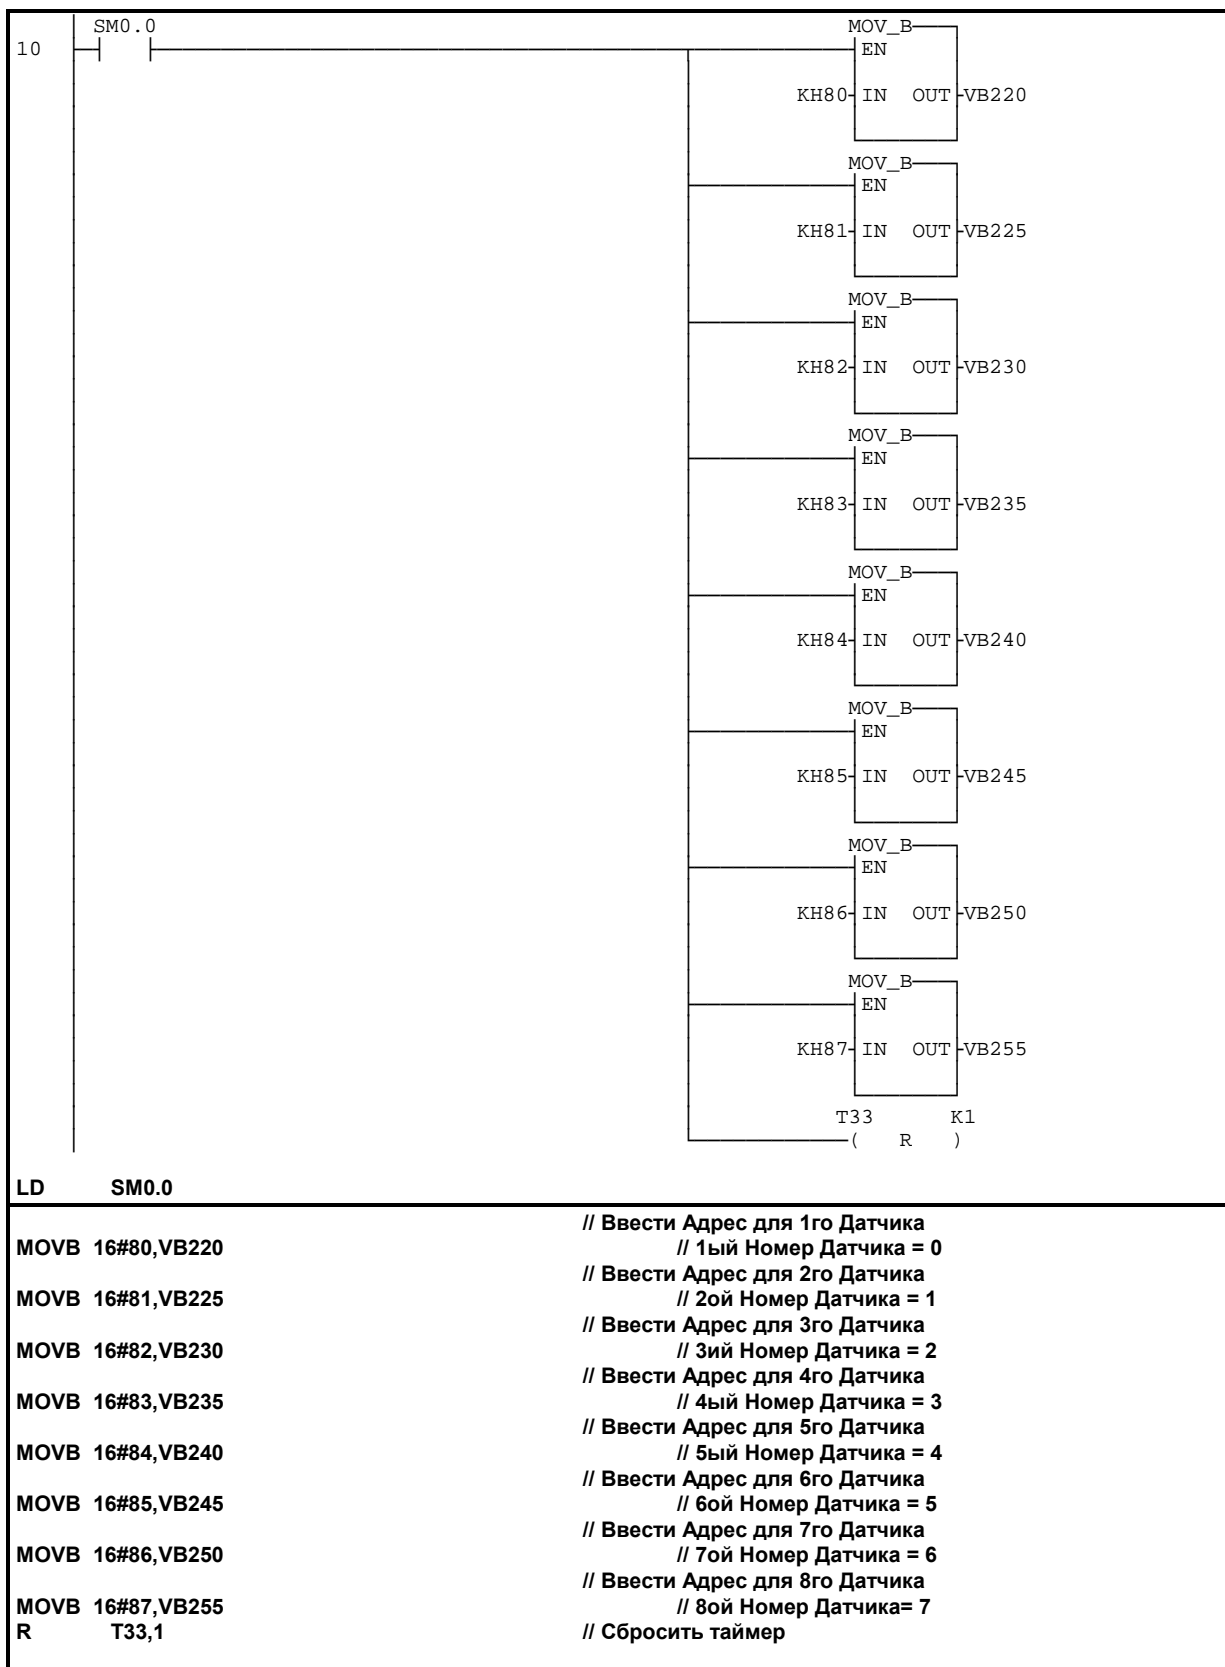 SM0.0 MOV_B
10 EN
KH80 IN OUT VB220
MOV_B
EN
KH81 IN OUT VB225
MOV_B
EN
KH82 IN OUT VB230
MOV_B
EN
KH83 IN OUT VB235
MOV_B
EN
KH84 IN OUT VB240
MOV_B
EN
KH85 IN OUT VB245
MOV_B
EN
KH86 IN OUT VB250
MOV_B
EN
KH87 IN OUT VB255
T33 K1
( R )
LD SM0.0
// Ввести Адрес для 1го Датчика
MOVB 16#80,VB220 // 1ый Номер Датчика = 0
// Ввести Адрес для 2го Датчика
MOVB 16#81,VB225 // 2ой Номер Датчика = 1
// Ввести Адрес для 3го Датчика
MOVB 16#82,VB230 // 3ий Номер Датчика = 2
// Ввести Адрес для 4го Датчика
MOVB 16#83,VB235 // 4ый Номер Датчика = 3
// Ввести Адрес для 5го Датчика
MOVB 16#84,VB240 // 5ый Номер Датчика = 4
// Ввести Адрес для 6го Датчика
MOVB 16#85,VB245 // 6ой Номер Датчика = 5
// Ввести Адрес для 7го Датчика
MOVB 16#86,VB250 // 7ой Номер Датчика = 6
// Ввести Адрес для 8го Датчика
MOVB 16#87,VB255 // 8ой Номер Датчика= 7
R T33,1 // Сбросить таймер